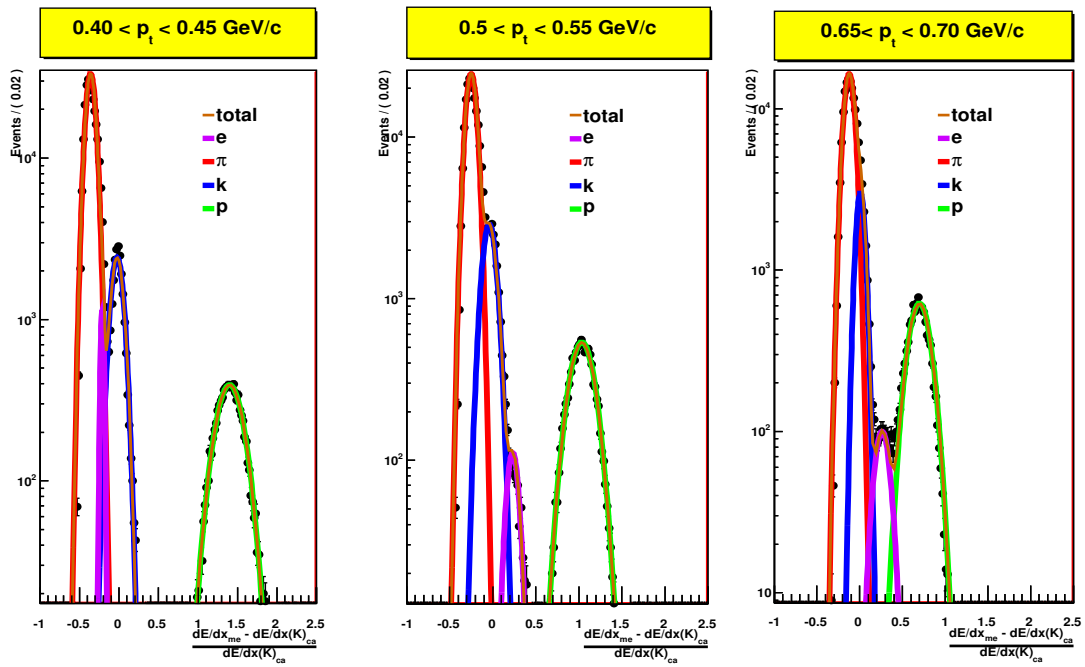 0.40 < p_t < 0.45 GeV/c
Events / ( 0.02 )
10^4
10^3
10^2
total
e
π
k
p
-1 -0.5 0 0.5 1 1.5 2 2.5
dE/dx_me - dE/dx(K)_ca
dE/dx(K)_ca
0.5 < p_t < 0.55 GeV/c
Events / ( 0.02 )
10^4
10^3
10^2
total
e
π
k
p
-1 -0.5 0 0.5 1 1.5 2 2.5
dE/dx_me - dE/dx(K)_ca
dE/dx(K)_ca
0.65< p_t < 0.70 GeV/c
Events / ( 0.02 )
10^4
10^3
10^2
10
total
e
π
k
p
-1 -0.5 0 0.5 1 1.5 2 2.5
dE/dx_me - dE/dx(K)_ca
dE/dx(K)_ca